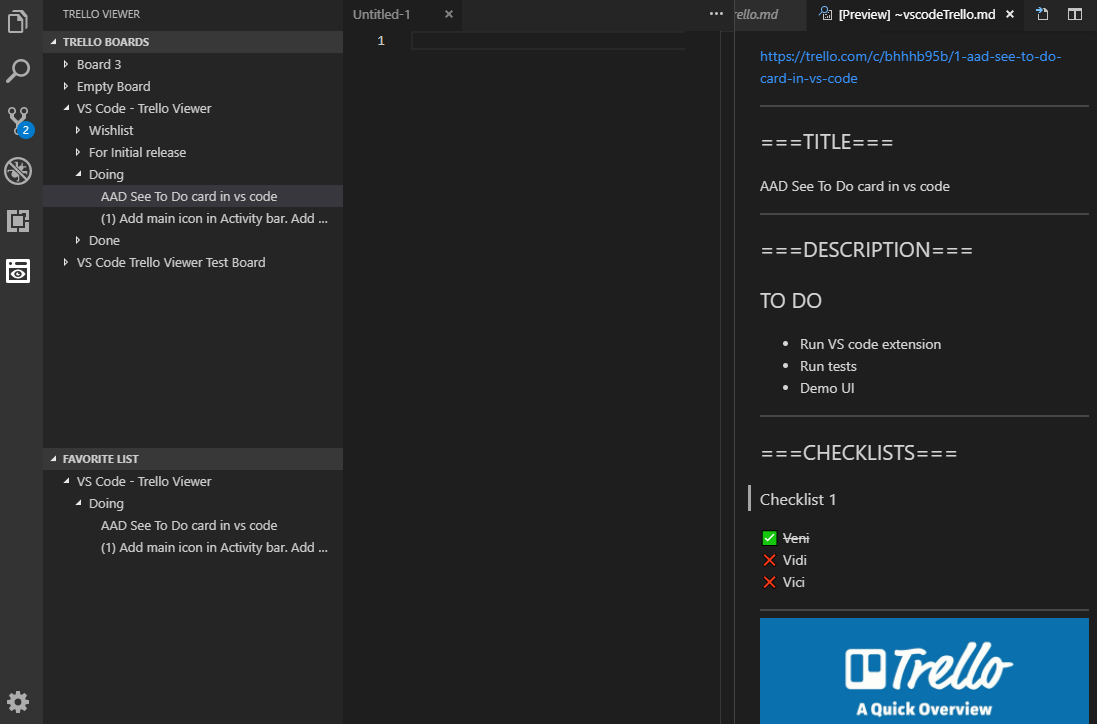 TRELLO VIEWER
TRELLO BOARDS
Board 3
Empty Board
VS Code - Trello Viewer
Wishlist
For Initial release
Doing
AAD See To Do card in vs code
(1) Add main icon in Activity bar. Add ...
Done
VS Code Trello Viewer Test Board
2
FAVORITE LIST
VS Code - Trello Viewer
Doing
AAD See To Do card in vs code
(1) Add main icon in Activity bar. Add ...
Untitled-1
1
rello.md
[Preview] ~vscodeTrello.md
https://trello.com/c/bhhhb95b/1-aad-see-to-do-
card-in-vs-code
===TITLE===
AAD See To Do card in vs code
===DESCRIPTION===
TO DO
Run VS code extension
Run tests
Demo UI
===CHECKLISTS===
Checklist 1
Veni
Vidi
Vici
Trello
A Quick Overview